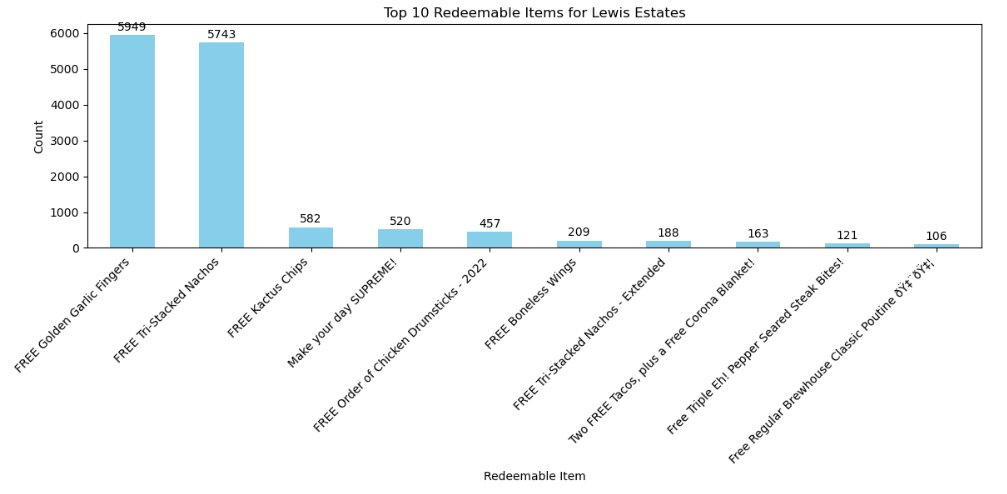 Top 10 Redeemable Items for Lewis Estates
Count
6000
5000
4000
3000
2000
1000
0
5949
5743
582
520
457
209
188
163
121
106
FREE Golden Garlic Fingers
FREE Tri-Stacked Nachos
FREE Kactus Chips
Make your day SUPREME!
FREE Order of Chicken Drumsticks - 2022
FREE Boneless Wings
FREE Tri-Stacked Nachos - Extended
Two FREE Tacos, plus a Free Corona Blanket!
Free Triple Eh! Pepper Seared Steak Bites!
Free Regular Brewhouse Classic Poutine ðŸ‡¨ðŸ‡¦
Redeemable Item